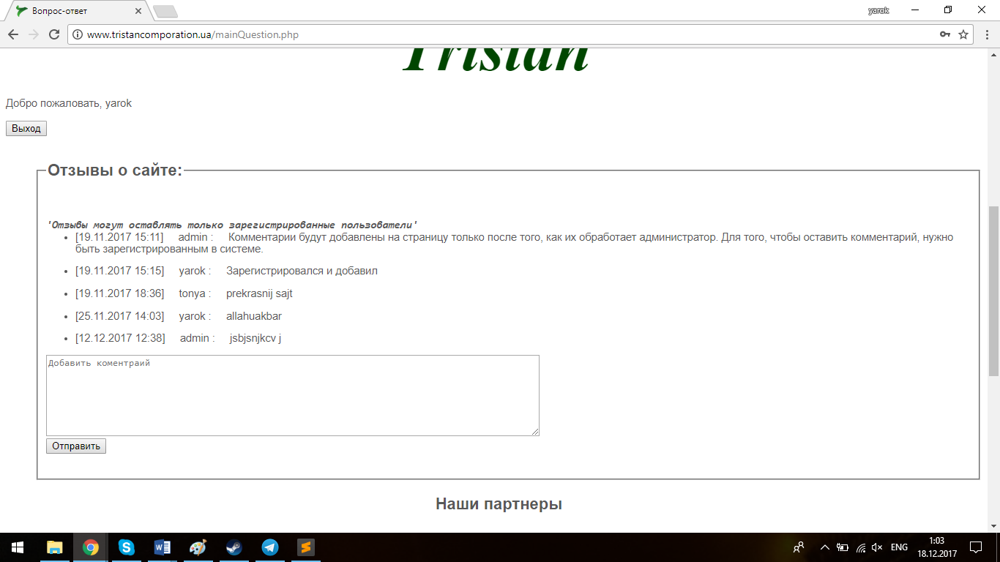 Вопрос-ответ
yarok
www.tristancomporation.ua/mainQuestion.php
Tristan
Добро пожаловать, yarok
Выход
Отзывы о сайте:
'Отзывы могут оставлять только зарегистрированные пользователи'
[19.11.2017 15:11] admin : Комментарии будут добавлены на страницу только после того, как их обработает администратор. Для того, чтобы оставить комментарий, нужно
быть зарегистрированным в системе.
[19.11.2017 15:15] yarok : Зарегистрировался и добавил
[19.11.2017 18:36] tonya : prekrasnij sajt
[25.11.2017 14:03] yarok : allahuakbar
[12.12.2017 12:38] admin : jsbjsnjkcv j
Добавить коментраий
Отправить
Наши партнеры
ENG
1:03
18.12.2017